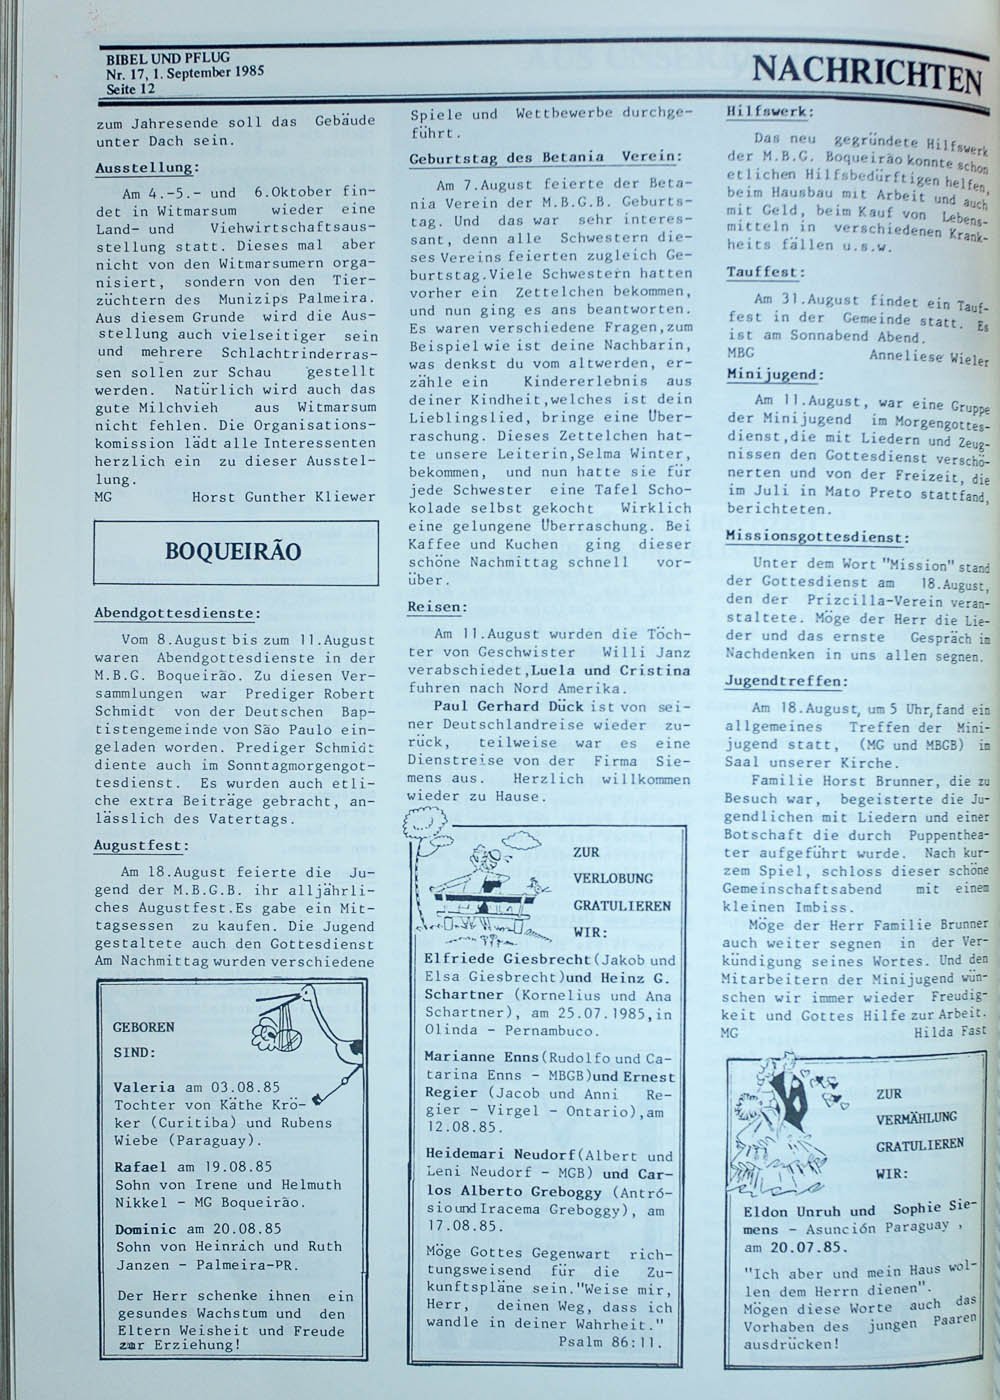 BIBEL UND PFLUG
Nr. 17, 1. September 1985
Seite 12
NACHRICHTEN
zum Jahresende soll das Gebäude
unter Dach sein.
Ausstellung:
Am 4.-5.- und 6.Oktober fin-
det in Witmarsum wieder eine
Land- und Viehwirtschaftsaus-
stellung statt. Dieses mal aber
nicht von den Witmarsumern orga-
nisiert, sondern von den Tier-
züchtern des Munizips Palmeira.
Aus diesem Grunde wird die Aus-
stellung auch vielseitiger sein
und mehrere Schlachtrinderras-
sen sollen zur Schau gestellt
werden. Natürlich wird auch das
gute Milchvieh aus Witmarsum
nicht fehlen. Die Organisations-
komission lädt alle Interessenten
herzlich ein zu dieser Ausstel-
lung.
MG Horst Gunther Kliewer
BOQUEIRÃO
Abendgottesdienste:
Vom 8.August bis zum 11.August
waren Abendgottesdienste in der
M.B.G. Boqueirão. Zu diesen Ver-
sammlungen war Prediger Robert
Schmidt von der Deutschen Bap-
tistengemeinde von São Paulo ein-
geladen worden. Prediger Schmidt
diente auch im Sonntagmorgengot-
tesdienst. Es wurden auch etli-
che extra Beiträge gebracht, an-
lässlich des Vatertags.
Augustfest:
Am 18.August feierte die Ju-
gend der M.B.G.B. ihr alljährli-
ches Augustfest.Es gabe ein Mit-
tagsessen zu kaufen. Die Jugend
gestaltete auch den Gottesdienst
Am Nachmittag wurden verschiedene
GEBOREN
SIND:
Valeria am 03.08.85
Tochter von Käthe Krö-
ker (Curitiba) und Rubens
Wiebe (Paraguay).
Rafael am 19.08.85
Sohn von Irene und Helmuth
Nikkel - MG Boqueirão.
Dominic am 20.08.85
Sohn von Heinrich und Ruth
Janzen - Palmeira-PR.
Der Herr schenke ihnen ein
gesundes Wachstum und den
Eltern Weisheit und Freude
zur Erziehung!
Spiele und Wettbewerbe durchge-
führt.
Geburtstag des Betania Verein:
Am 7.August feierte der Beta-
nia Verein der M.B.G.B. Geburts-
tag. Und das war sehr interes-
sant, denn alle Schwestern die-
ses Vereins feierten zugleich Ge-
burtstag.Viele Schwestern hatten
vorher ein Zettelchen bekommen,
und nun ging es ans beantworten.
Es waren verschiedene Fragen,zum
Beispiel wie ist deine Nachbarin,
was denkst du vom altwerden, er-
zähle ein Kindererlebnis aus
deiner Kindheit,welches ist dein
Lieblingslied, bringe eine Über-
raschung. Dieses Zettelchen hat-
te unsere Leiterin,Selma Winter,
bekommen, und nun hatte sie für
jede Schwester eine Tafel Scho-
kolade selbst gekocht Wirklich
eine gelungene Überraschung. Bei
Kaffee und Kuchen ging dieser
schöne Nachmittag schnell vor-
über.
Reisen:
Am 11.August wurden die Töch-
ter von Geschwister Willi Janz
verabschiedet,Luela und Cristina
fuhren nach Nord Amerika.
Paul Gerhard Dück ist von sei-
ner Deutschlandreise wieder zu-
rück, teilweise war es eine
Dienstreise von der Firma Sie-
mens aus. Herzlich willkommen
wieder zu Hause.
ZUR
VERLOBUNG
GRATULIEREN
WIR:
Elfriede Giesbrecht(Jakob und
Elsa Giesbrecht)und Heinz G.
Schartner (Kornelius und Ana
Schartner), am 25.07.1985,in
Olinda - Pernambuco.
Marianne Enns(Rudolfo und Ca-
tarina Enns - MBGB)und Ernest
Regier (Jacob und Anni Re-
gier - Virgel - Ontario),am
12.08.85.
Heidemari Neudorf(Albert und
Leni Neudorf - MGB) und Car-
los Alberto Greboggy (Antrô-
sio und Iracema Greboggy), am
17.08.85.
Möge Gottes Gegenwart rich-
tungsweisend für die Zu-
kunftspläne sein."Weise mir,
Herr, deinen Weg, dass ich
wandle in deiner Wahrheit."
Psalm 86:11.
Hilfswerk:
Das neu gegründete Hilfswerk
der M.B.G. Boqueirão konnte schon
etlichen Hilfsbedürftigen helfen,
beim Hausbau mit Arbeit und auch
mit Geld, beim Kauf von Lebens-
mitteln in verschiedenen Krank-
heits fällen u.s.w.
Tauffest:
Am 31.August findet ein Tauf-
fest in der Gemeinde statt. Es
ist am Sonnabend Abend.
MBG Anneliese Wieler
Minijugend:
Am 11.August, war eine Gruppe
der Minijugend im Morgengottes-
dienst,die mit Liedern und Zeug-
nissen den Gottesdienst verschö-
nerten und von der Freizeit, die
im Juli in Mato Preto stattfand,
berichteten.
Missionsgottesdienst:
Unter dem Wort "Mission" stand
der Gottesdienst am 18.August,
den der Prizcilla-Verein veran-
staltete. Möge der Herr die Lie-
der und das ernste Gespräch in
Nachdenken in uns allen segnen.
Jugendtreffen:
Am 18.August, um 5 Uhr,fand ein
allgemeines Treffen der Mini-
jugend statt, (MG und MBGB) im
Saal unserer Kirche.
Familie Horst Brunner, die zu
Besuch war, begeisterte die Ju-
gendlichen mit Liedern und einer
Botschaft die durch Puppenthea-
ter aufgeführt wurde. Nach kur-
zem Spiel, schloss dieser schöne
Gemeinschaftsabend mit einem
kleinen Imbiss.
Möge der Herr Familie Brunner
auch weiter segnen in der Ver-
kündigung seines Wortes. Und den
Mitarbeitern der Minijugend wün-
schen wir immer wieder Freudig-
keit und Gottes Hilfe zur Arbeit.
MG Hilda Fast
ZUR
VERMÄHLUNG
GRATULIEREN
WIR:
Eldon Unruh und Sophie Sie-
mens - Asunción Paraguay ,
am 20.07.85.
"Ich aber und mein Haus wol-
len dem Herrn dienen".
Mögen diese Worte auch das
Vorhaben des jungen Paaren
ausdrücken!